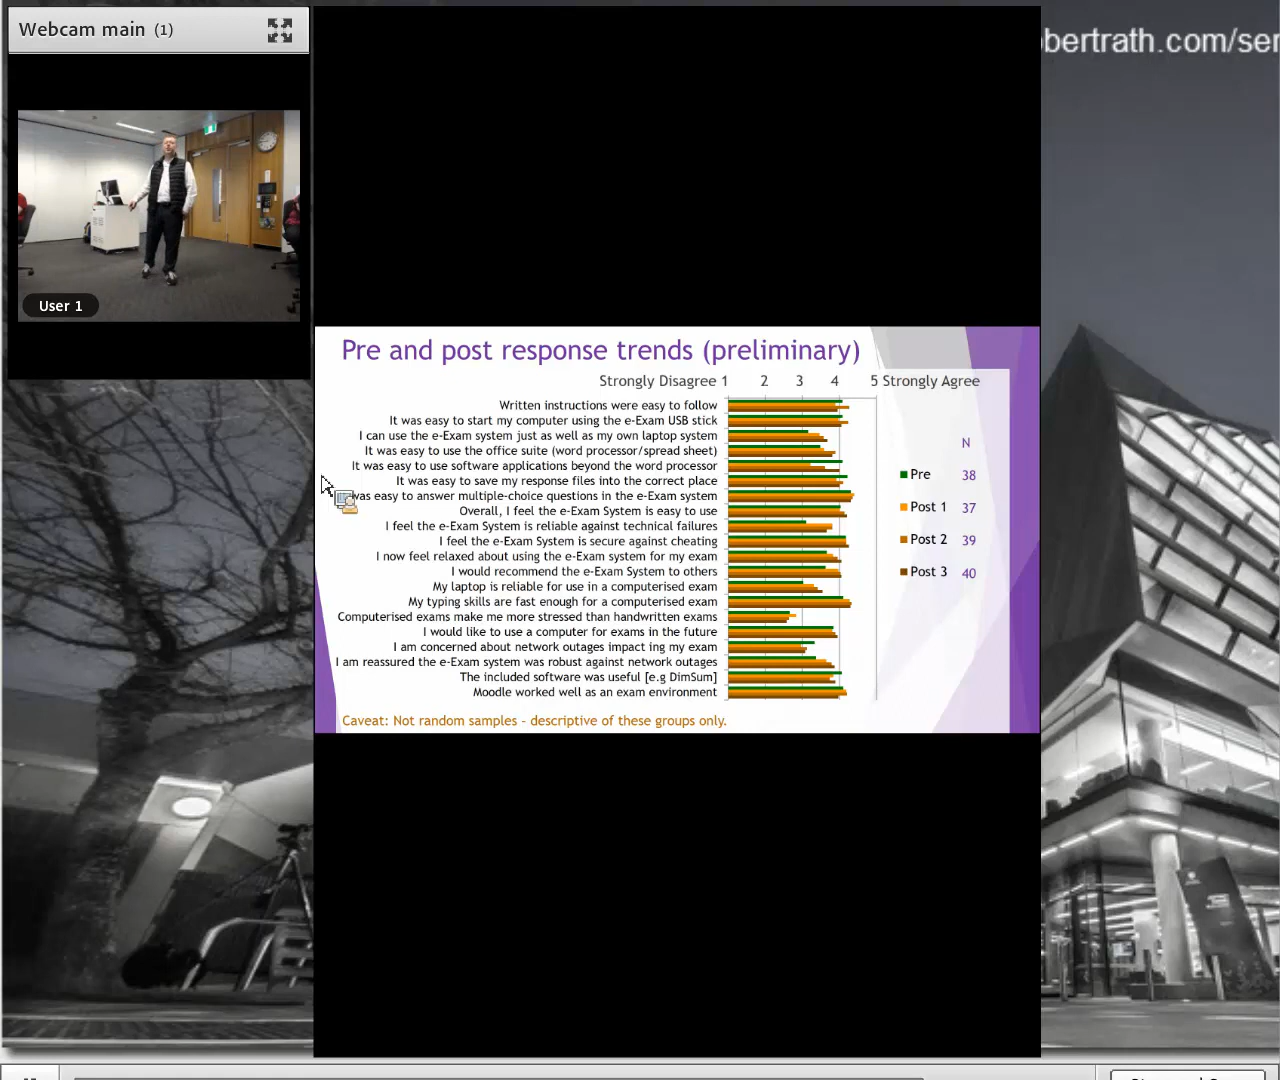 Webcam main (1)
bertrath.com/ser
User 1
Pre and post response trends (preliminary)
Strongly Disagree 1 2 3 4 5 Strongly Agree
Written instructions were easy to follow
It was easy to start my computer using the e-Exam USB stick
I can use the e-Exam system just as well as my own laptop system
It was easy to use the office suite (word processor/spread sheet)
It was easy to use software applications beyond the word processor
It was easy to save my response files into the correct place
was easy to answer multiple-choice questions in the e-Exam system
Overall, I feel the e-Exam System is easy to use
I feel the e-Exam System is reliable against technical failures
I feel the e-Exam System is secure against cheating
I now feel relaxed about using the e-Exam system for my exam
I would recommend the e-Exam System to others
My laptop is reliable for use in a computerised exam
My typing skills are fast enough for a computerised exam
Computerised exams make me more stressed than handwritten exams
I would like to use a computer for exams in the future
I am concerned about network outages impact ing my exam
I am reassured the e-Exam system was robust against network outages
The included software was useful [e.g DimSum]
Moodle worked well as an exam environment
N
Pre 38
Post 1 37
Post 2 39
Post 3 40
Caveat: Not random samples - descriptive of these groups only.